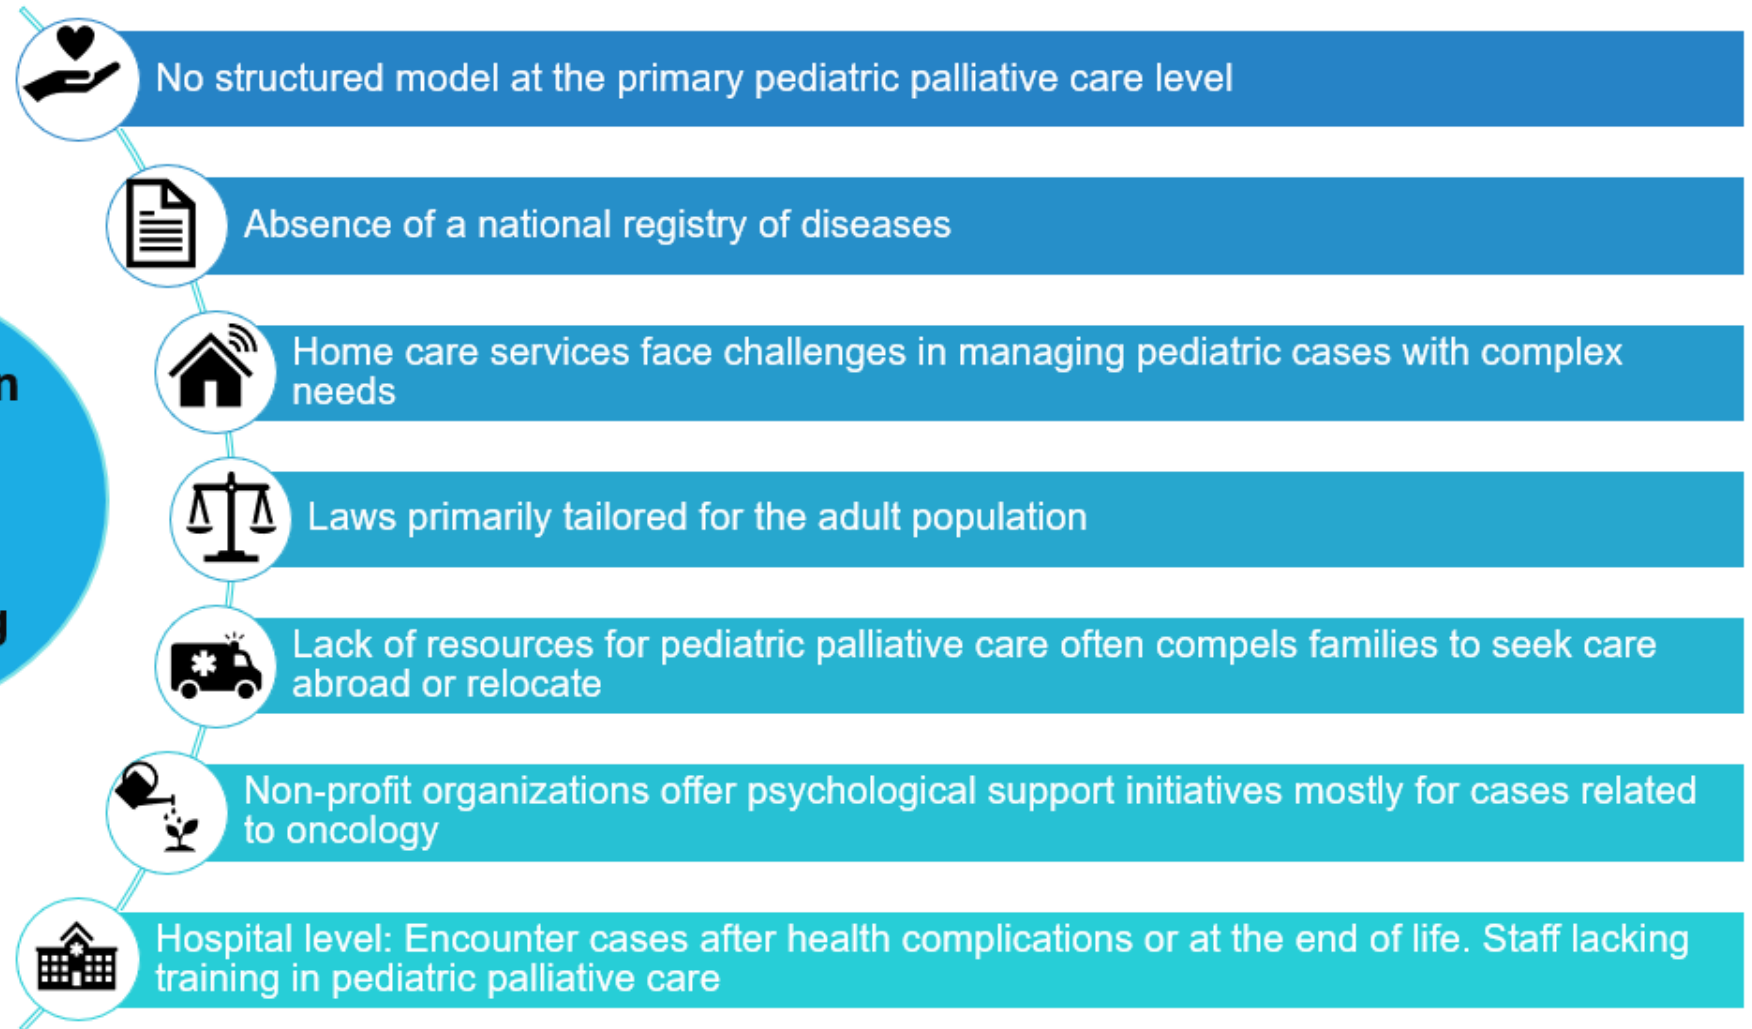 No structured model at the primary pediatric palliative care level
Absence of a national registry of diseases
Home care services face challenges in managing pediatric cases with complex
needs
Laws primarily tailored for the adult population
Lack of resources for pediatric palliative care often compels families to seek care
abroad or relocate
Non-profit organizations offer psychological support initiatives mostly for cases related
to oncology
Hospital level: Encounter cases after health complications or at the end of life. Staff lacking
training in pediatric palliative care